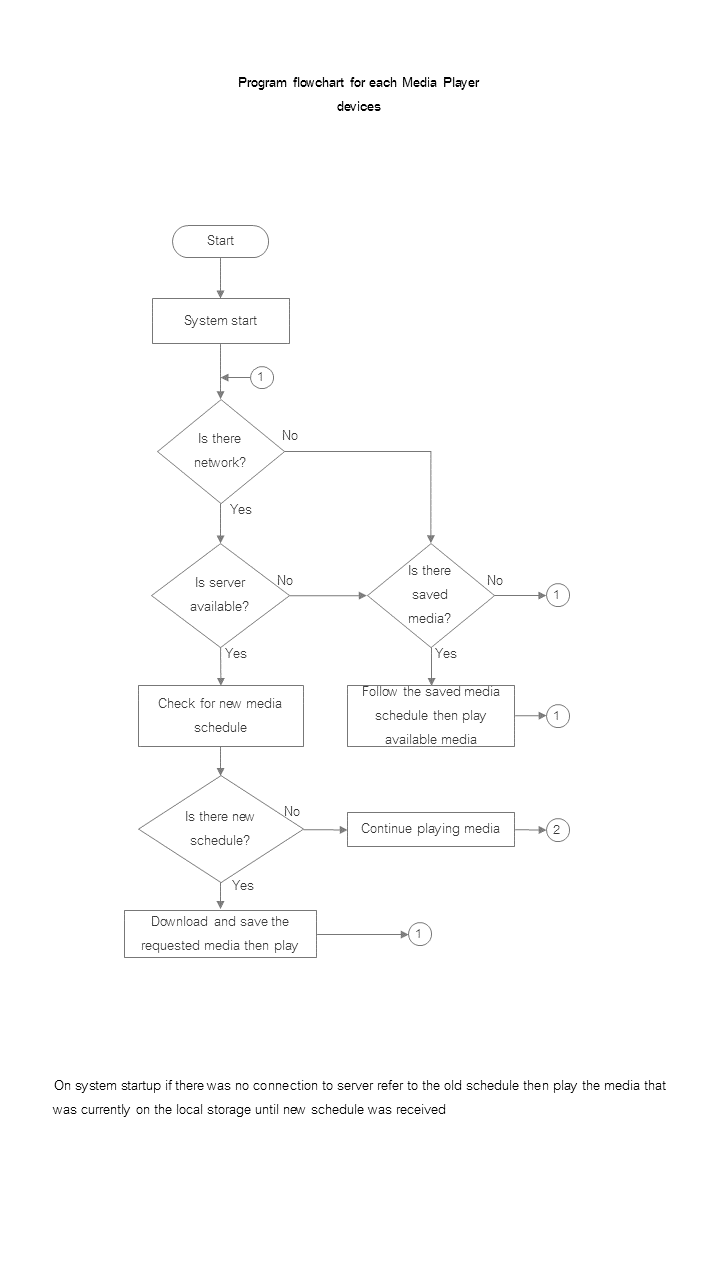 Program flowchart for each Media Player
devices
Start
System start
1
Is there
network?
No
Yes
Is server
available?
No
Is there
saved
media?
No
1
Yes
Yes
Check for new media
schedule
Follow the saved media
schedule then play
available media
1
Is there new
schedule?
No
Continue playing media
2
Yes
Download and save the
requested media then play
1
On system startup if there was no connection to server refer to the old schedule then play the media that
was currently on the local storage until new schedule was received